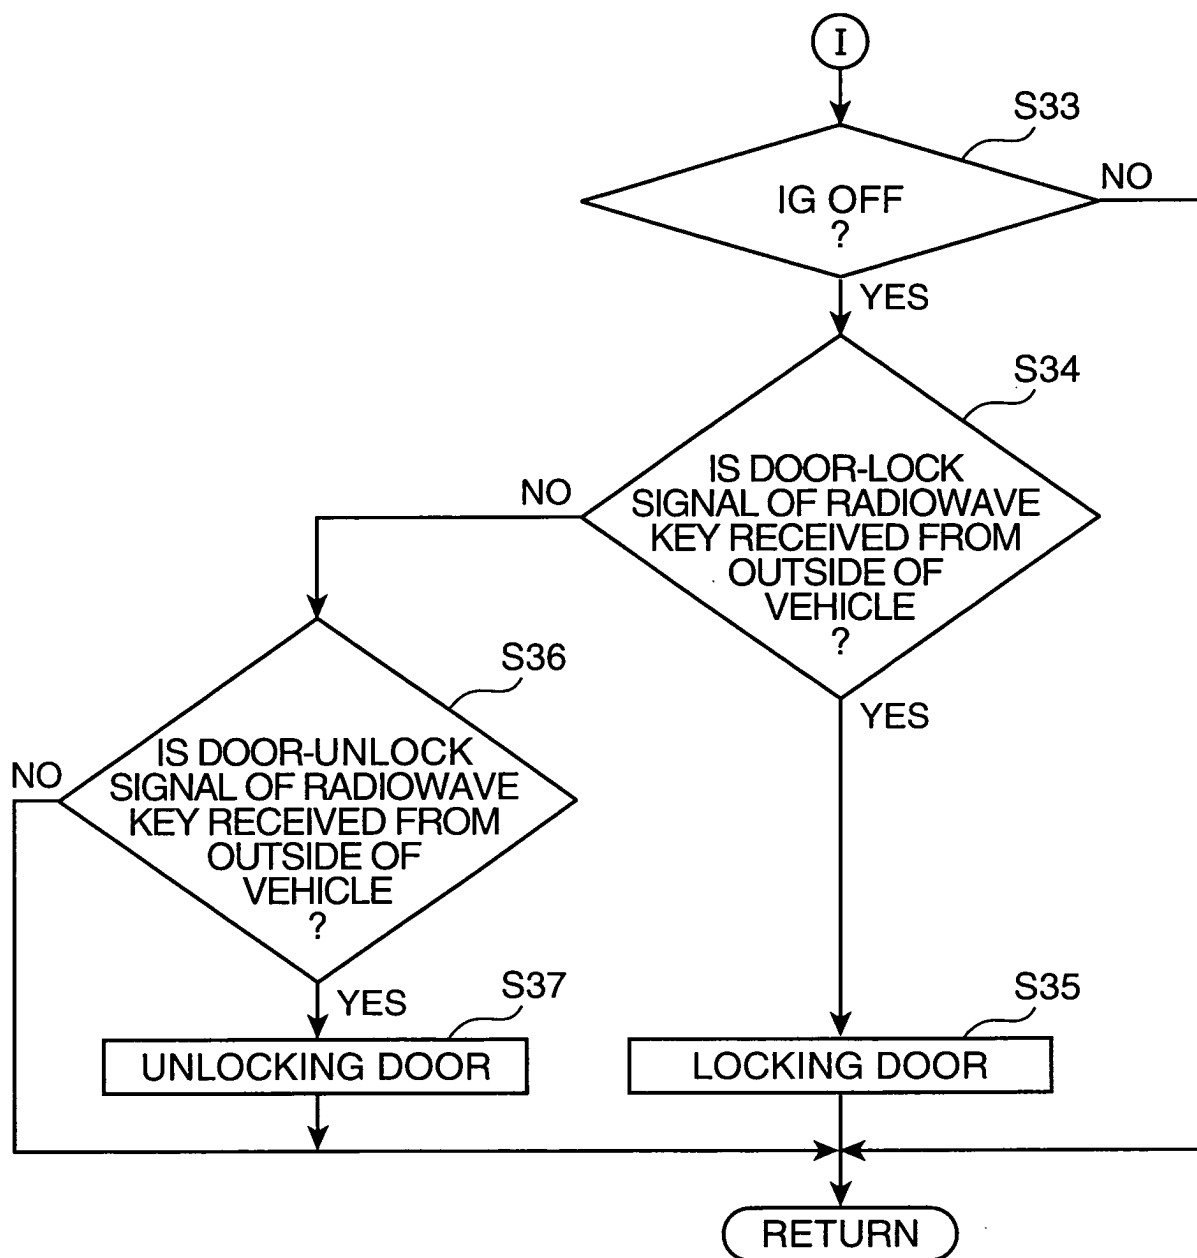 I
S33
NO
IG OFF
?
YES
S34
IS DOOR-LOCK
SIGNAL OF RADIOWAVE
KEY RECEIVED FROM
OUTSIDE OF
VEHICLE
?
NO
YES
S36
IS DOOR-UNLOCK
SIGNAL OF RADIOWAVE
KEY RECEIVED FROM
OUTSIDE OF
VEHICLE
?
NO
YES
S37
UNLOCKING DOOR
S35
LOCKING DOOR
RETURN